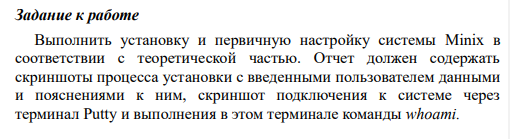 Задание к работе
Выполнить установку и первичную настройку системы Minix в
соответствии с теоретической частью. Отчет должен содержать
скриншоты процесса установки с введенными пользователем данными
и пояснениями к ним, скриншот подключения к системе через
терминал Putty и выполнения в этом терминале команды whoami.